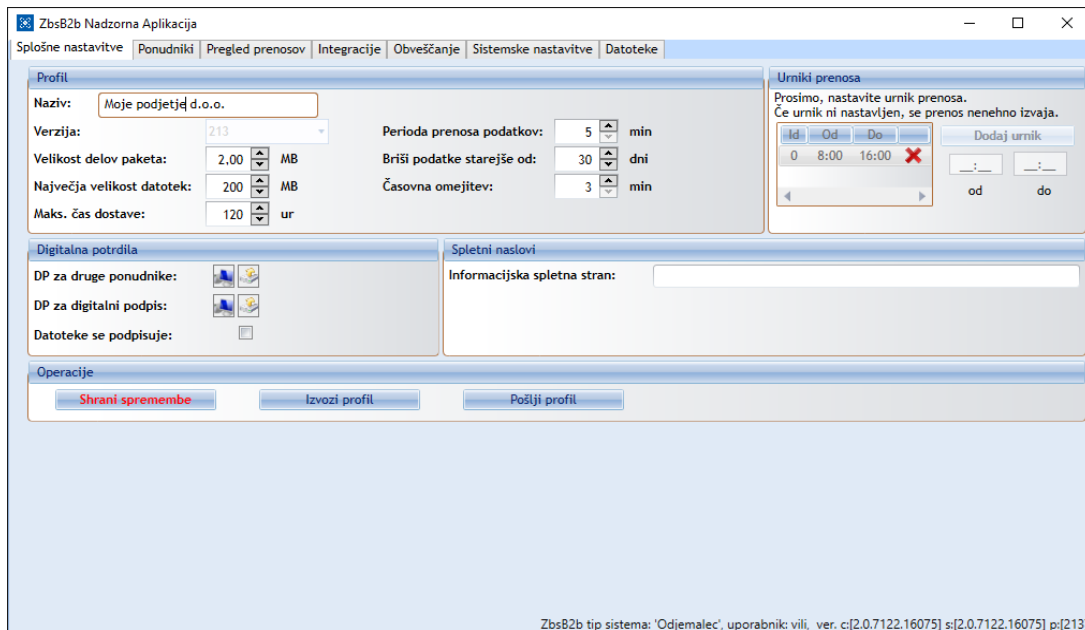 ZbsB2b Nadzorna Aplikacija
Splošne nastavitve Ponudniki Pregled prenosov Integracije Obveščanje Sistemske nastavitve Datoteke
Profil
Naziv: Moje podjetje d.o.o.
Verzija: 213
Velikost delov paketa: 2,00 MB
Največja velikost datotek: 200 MB
Maks. čas dostave: 120 ur
Perioda prenosa podatkov: 5 min
Briši podatke starejše od: 30 dni
Časovna omejitev: 3 min
Urniki prenosa
Prosimo, nastavite urnik prenosa.
Če urnik ni nastavljen, se prenos nenehno izvaja.
Id Od Do
0 8:00 16:00
Dodaj urnik
__:__ __:__
od do
Digitalna potrdila
DP za druge ponudnike:
DP za digitalni podpis:
Datoteke se podpisuje:
Spletni naslovi
Informacijska spletna stran:
Operacije
Shrani spremembe Izvozi profil Pošlji profil
ZbsB2b tip sistema: 'Odjemalec', uporabnik: vili, ver. c:[2.0.7122.16075] s:[2.0.7122.16075] p:[213